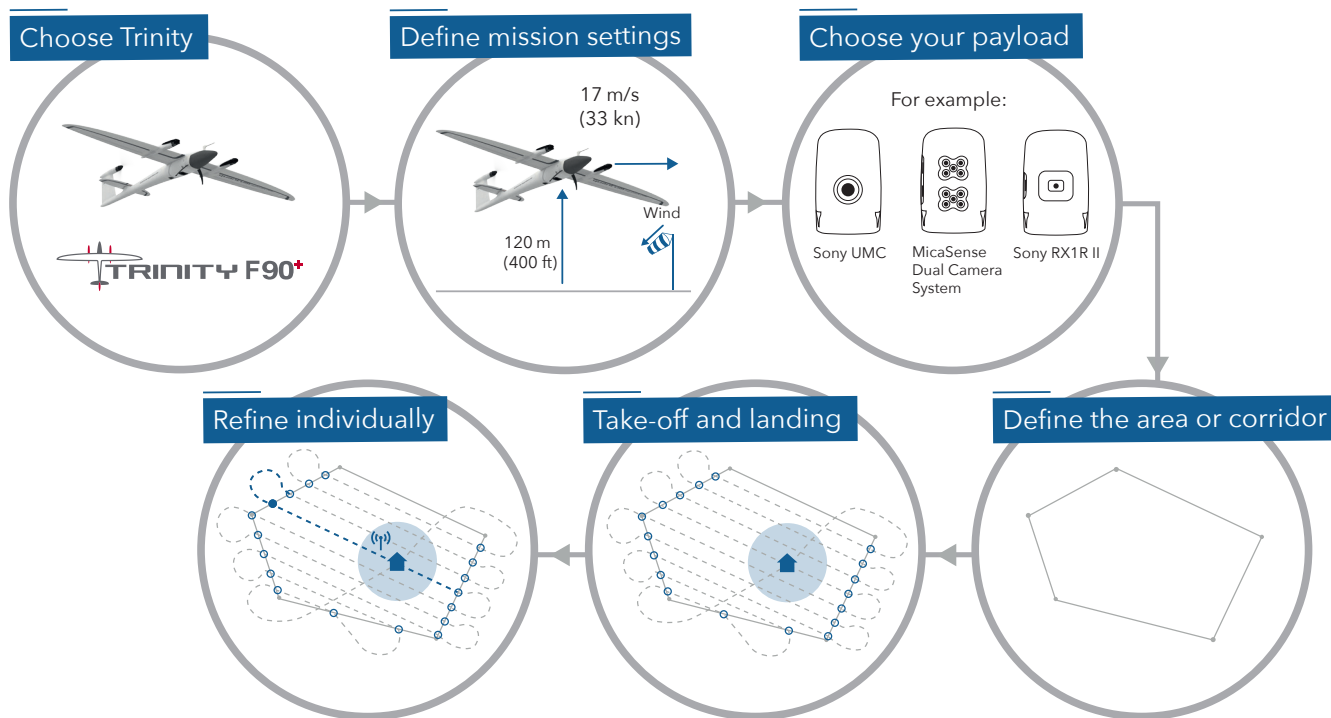 Choose Trinity
TRINITY F90+
Define mission settings
17 m/s
(33 kn)
Wind
120 m
(400 ft)
Choose your payload
For example:
Sony UMC
MicaSense
Dual Camera
System
Sony RX1R II
Define the area or corridor
Take-off and landing
Refine individually